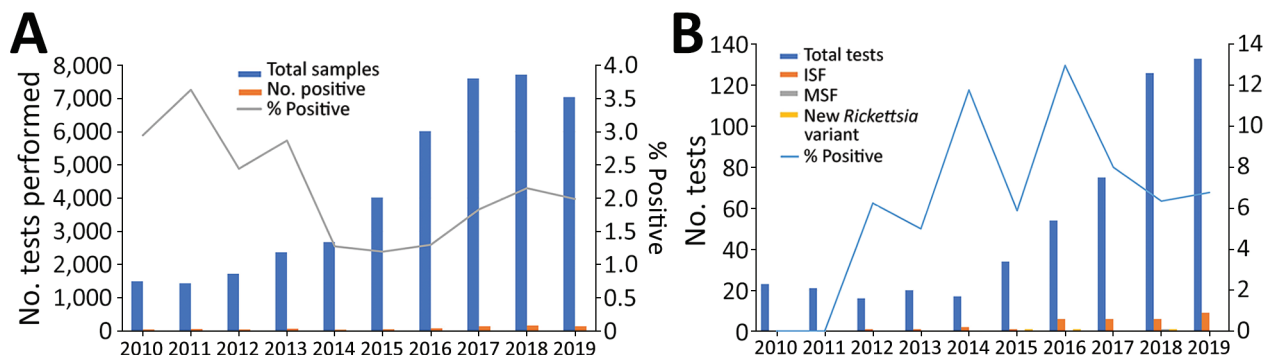 A
No. tests performed
8,000
7,000
6,000
5,000
4,000
3,000
2,000
1,000
0
Total samples
No. positive
% Positive
4.0
3.5
3.0
2.5
2.0
1.5
1.0
0.5
0
% Positive
2010 2011 2012 2013 2014 2015 2016 2017 2018 2019
B
No. tests
140
120
100
80
60
40
20
0
Total tests
ISF
MSF
New Rickettsia
variant
% Positive
14
12
10
8
6
4
2
0
2010 2011 2012 2013 2014 2015 2016 2017 2018 2019